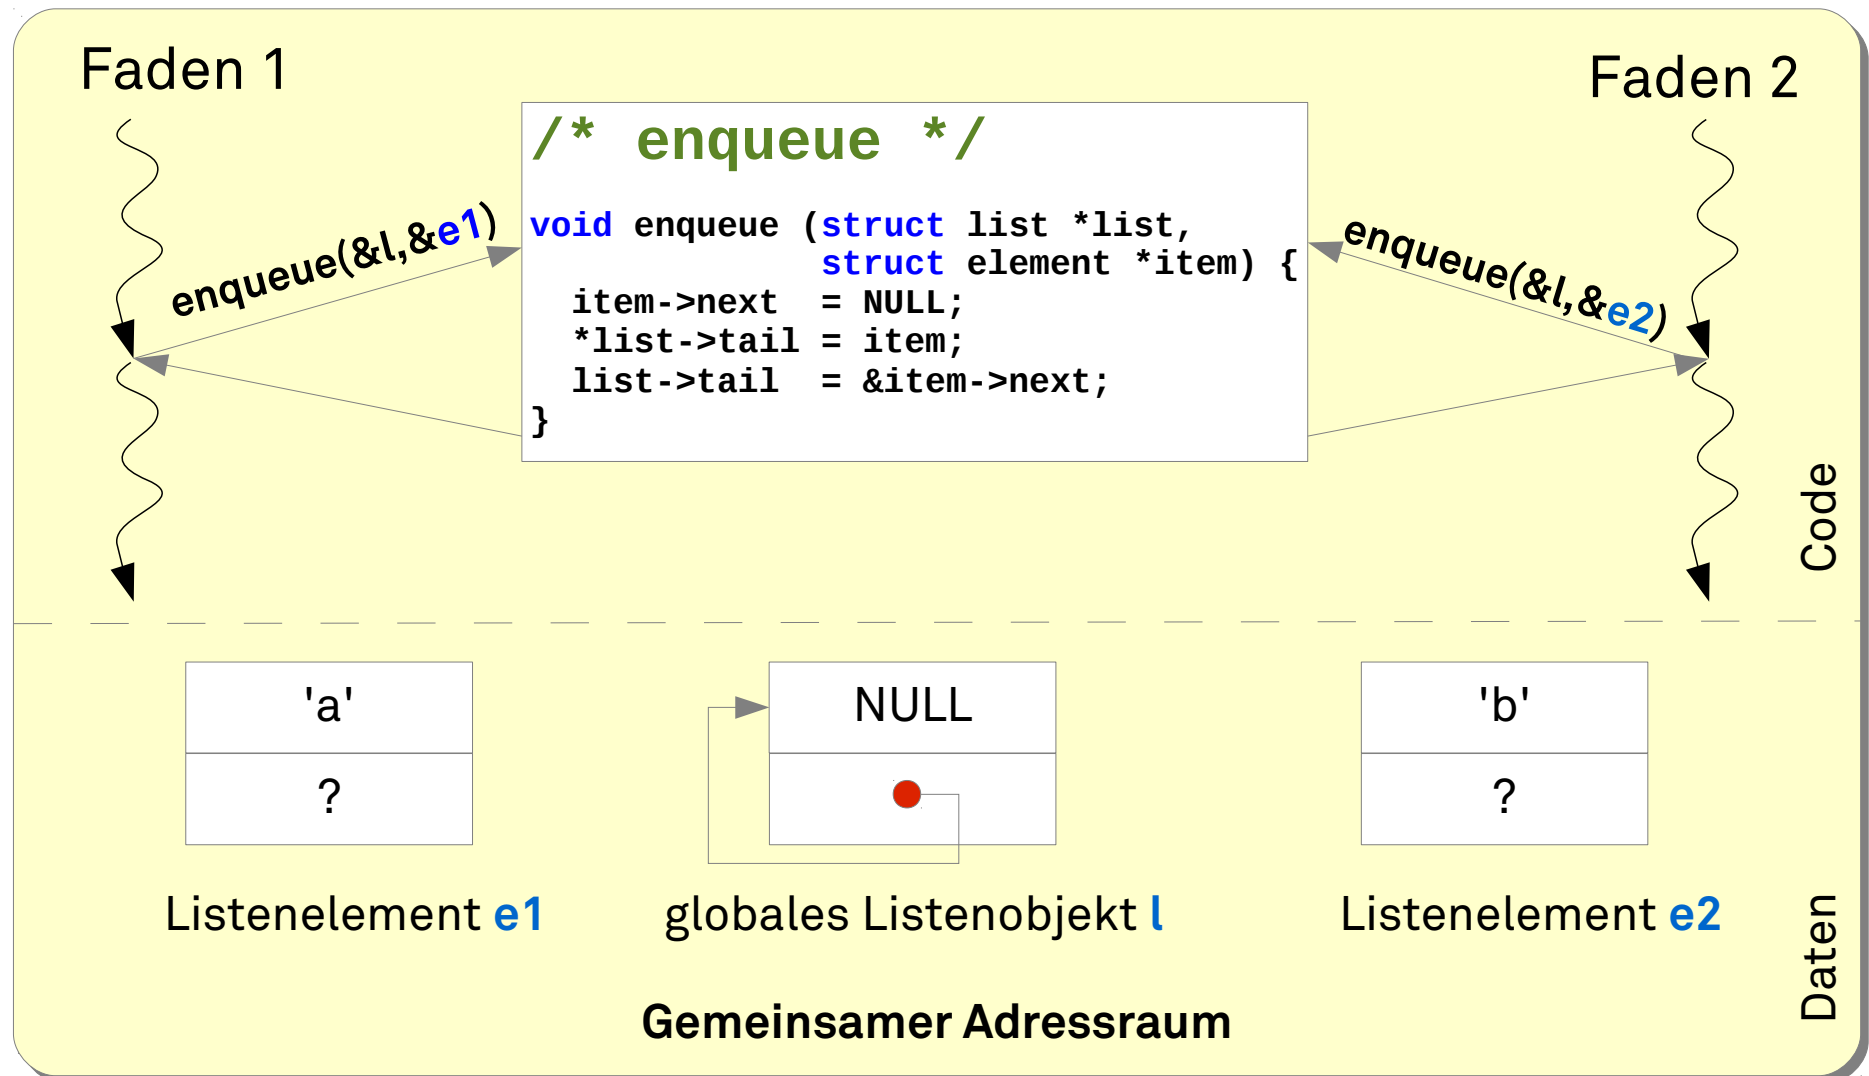 Faden 1
Faden 2
/* enqueue */
enqueue(&l,&e1)
enqueue(&l,&e2)
void enqueue (struct list *list,
              struct element *item) {
  item->next  = NULL;
  *list->tail = item;
  list->tail  = &item->next;
}
Code
'a'
NULL
'b'
?
?
Listenelement e1
globales Listenobjekt l
Listenelement e2
Daten
Gemeinsamer Adressraum